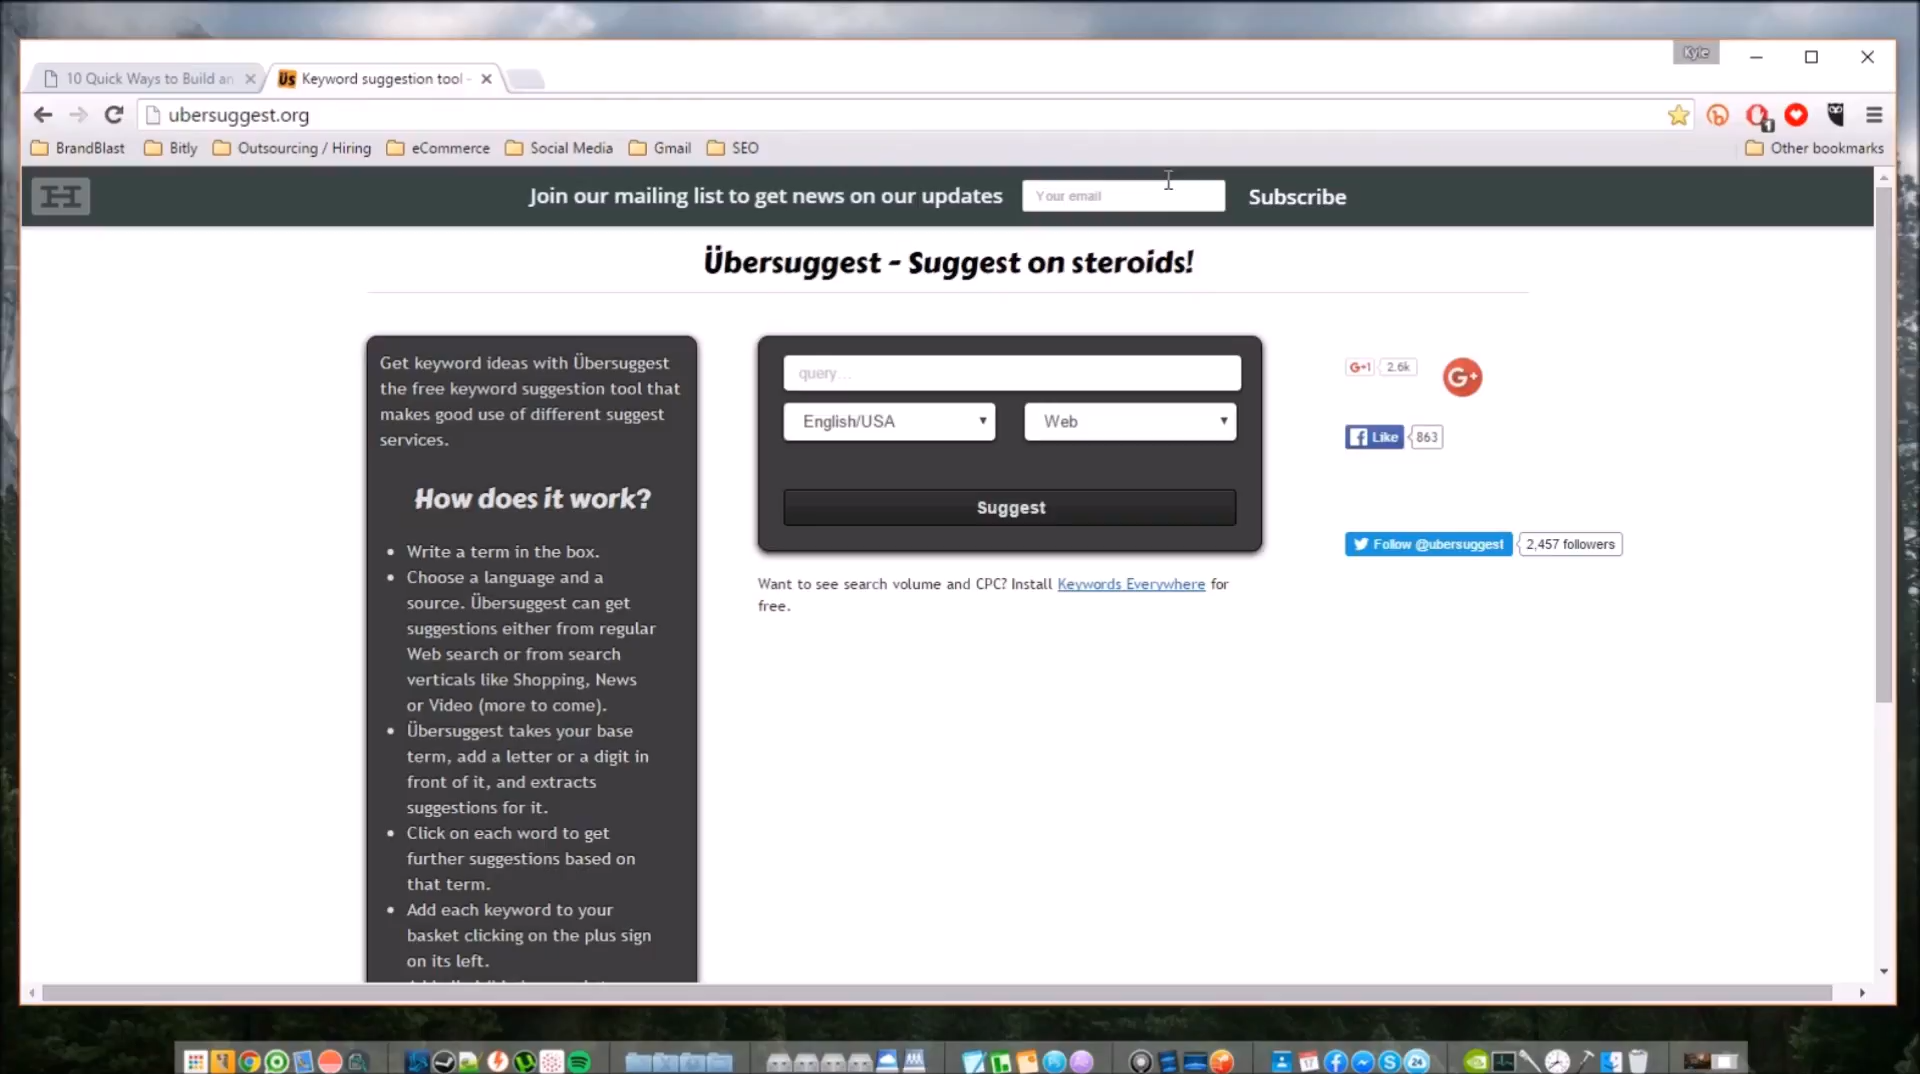 Kyle
10 Quick Ways to Build an
Keyword suggestion tool -
ubersuggest.org
BrandBlast
Bitly
Outsourcing / Hiring
eCommerce
Social Media
Gmail
SEO
Other bookmarks
Join our mailing list to get news on our updates
Your email
Subscribe
Übersuggest - Suggest on steroids!
Get keyword ideas with Übersuggest
the free keyword suggestion tool that
makes good use of different suggest
services.
How does it work?
• Write a term in the box.
• Choose a language and a
source. Übersuggest can get
suggestions either from regular
Web search or from search
verticals like Shopping, News
or Video (more to come).
• Übersuggest takes your base
term, add a letter or a digit in
front of it, and extracts
suggestions for it.
• Click on each word to get
further suggestions based on
that term.
• Add each keyword to your
basket clicking on the plus sign
on its left.
query...
English/USA
Web
Suggest
Want to see search volume and CPC? Install Keywords Everywhere for
free.
G+1 2.6k
G+
Like 863
Follow @ubersuggest 2,457 followers